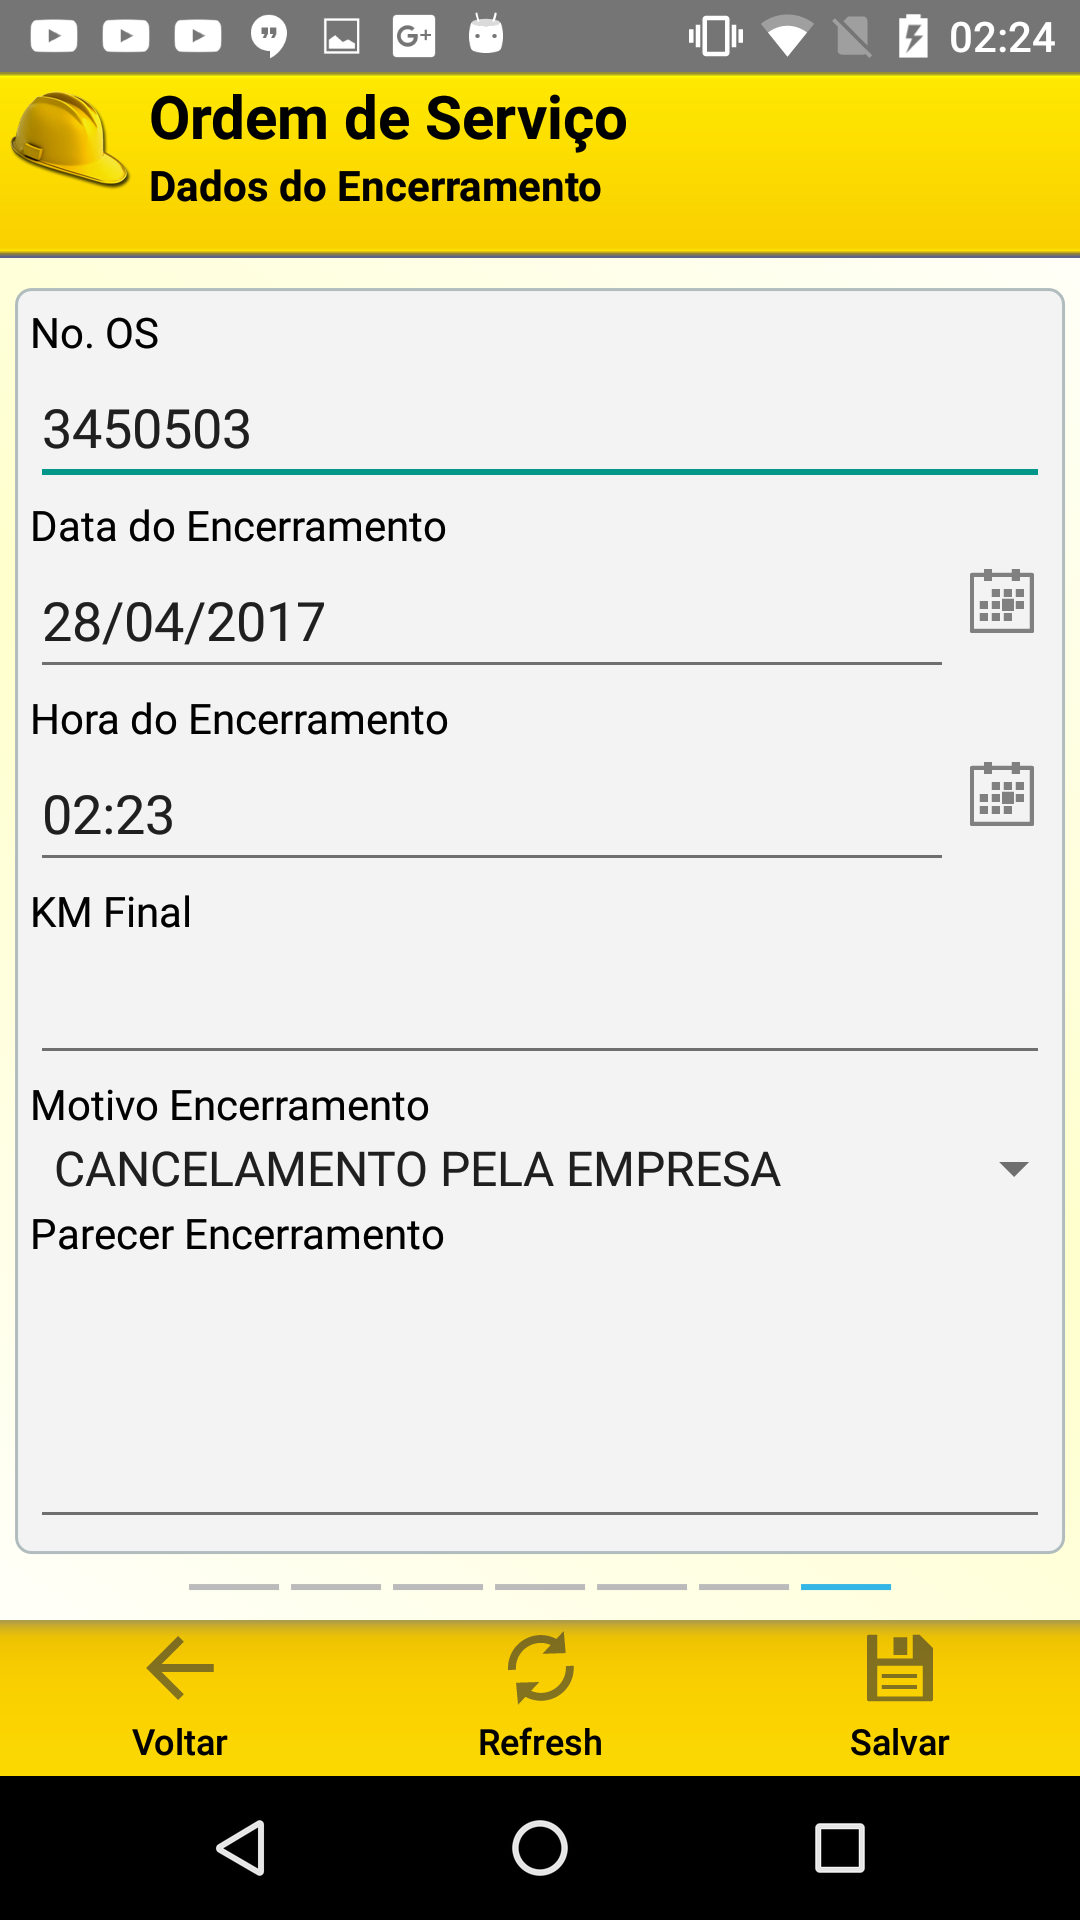 02:24
Ordem de Serviço
Dados do Encerramento
No. OS
3450503
Data do Encerramento
28/04/2017
Hora do Encerramento
02:23
KM Final
Motivo Encerramento
CANCELAMENTO PELA EMPRESA
Parecer Encerramento
Voltar
Refresh
Salvar